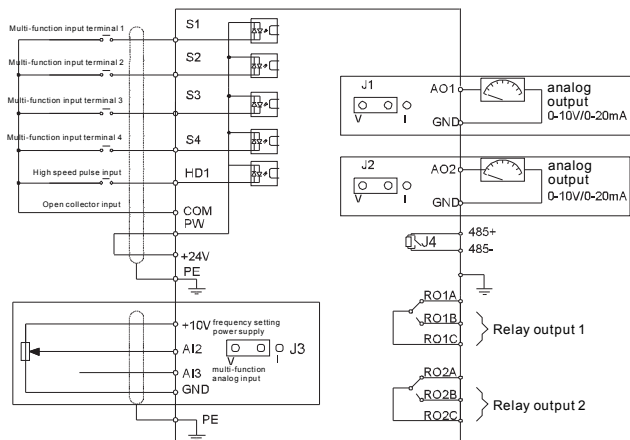 Multi-function input terminal 1
S1
Multi-function input terminal 2
S2
Multi-function input terminal 3
S3
Multi-function input terminal 4
S4
High speed pulse input
HD1
Open collector input
COM
PW
+24V
PE
+10V
frequency setting
power supply
AI2
J3
V
I
multi-function
analog input
AI3
GND
PE
J1
V
I
AO1
GND
analog
output
0-10V/0-20mA
J2
V
I
AO2
GND
analog
output
0-10V/0-20mA
J4
485+
485-
RO1A
RO1B
RO1C
Relay output 1
RO2A
RO2B
RO2C
Relay output 2